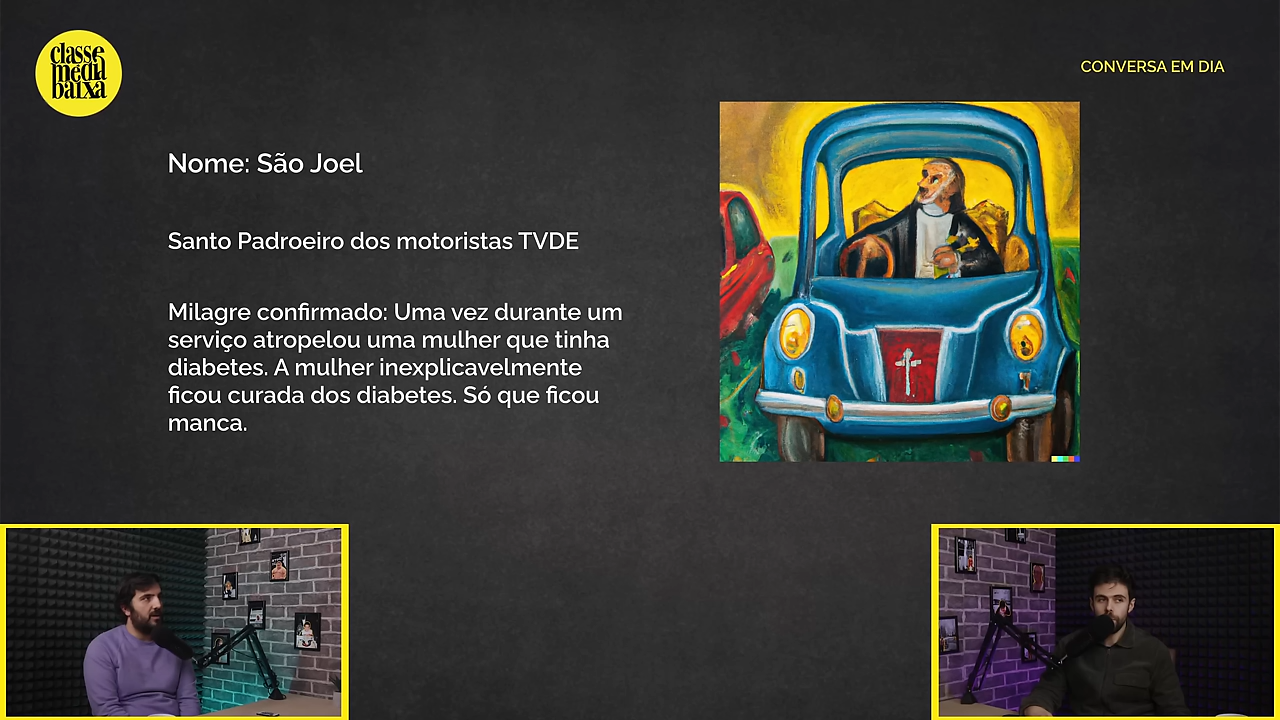 classe
média
baixa
CONVERSA EM DIA
Nome: São Joel
Santo Padroeiro dos motoristas TVDE
Milagre confirmado: Uma vez durante um
serviço atropelou uma mulher que tinha
diabetes. A mulher inexplicavelmente
ficou curada dos diabetes. Só que ficou
manca.